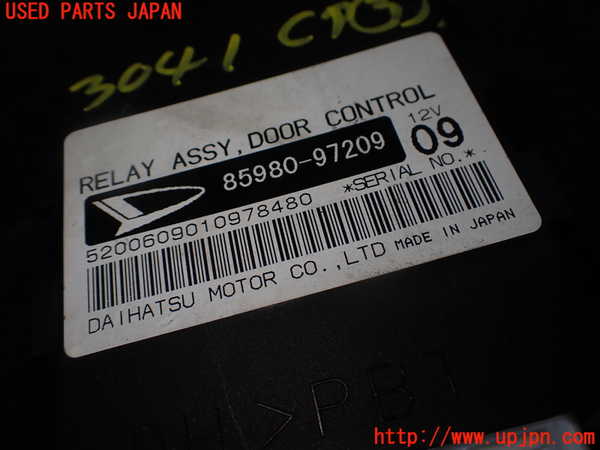 USED PARTS JAPAN
3041
RELAY ASSY, DOOR CONTROL
85980-97209
12V
09
*SERIAL NO.*
5200609010978480
DAIHATSU MOTOR CO.,LTD MADE IN JAPAN
>PBT
http://www.upjpn.com/